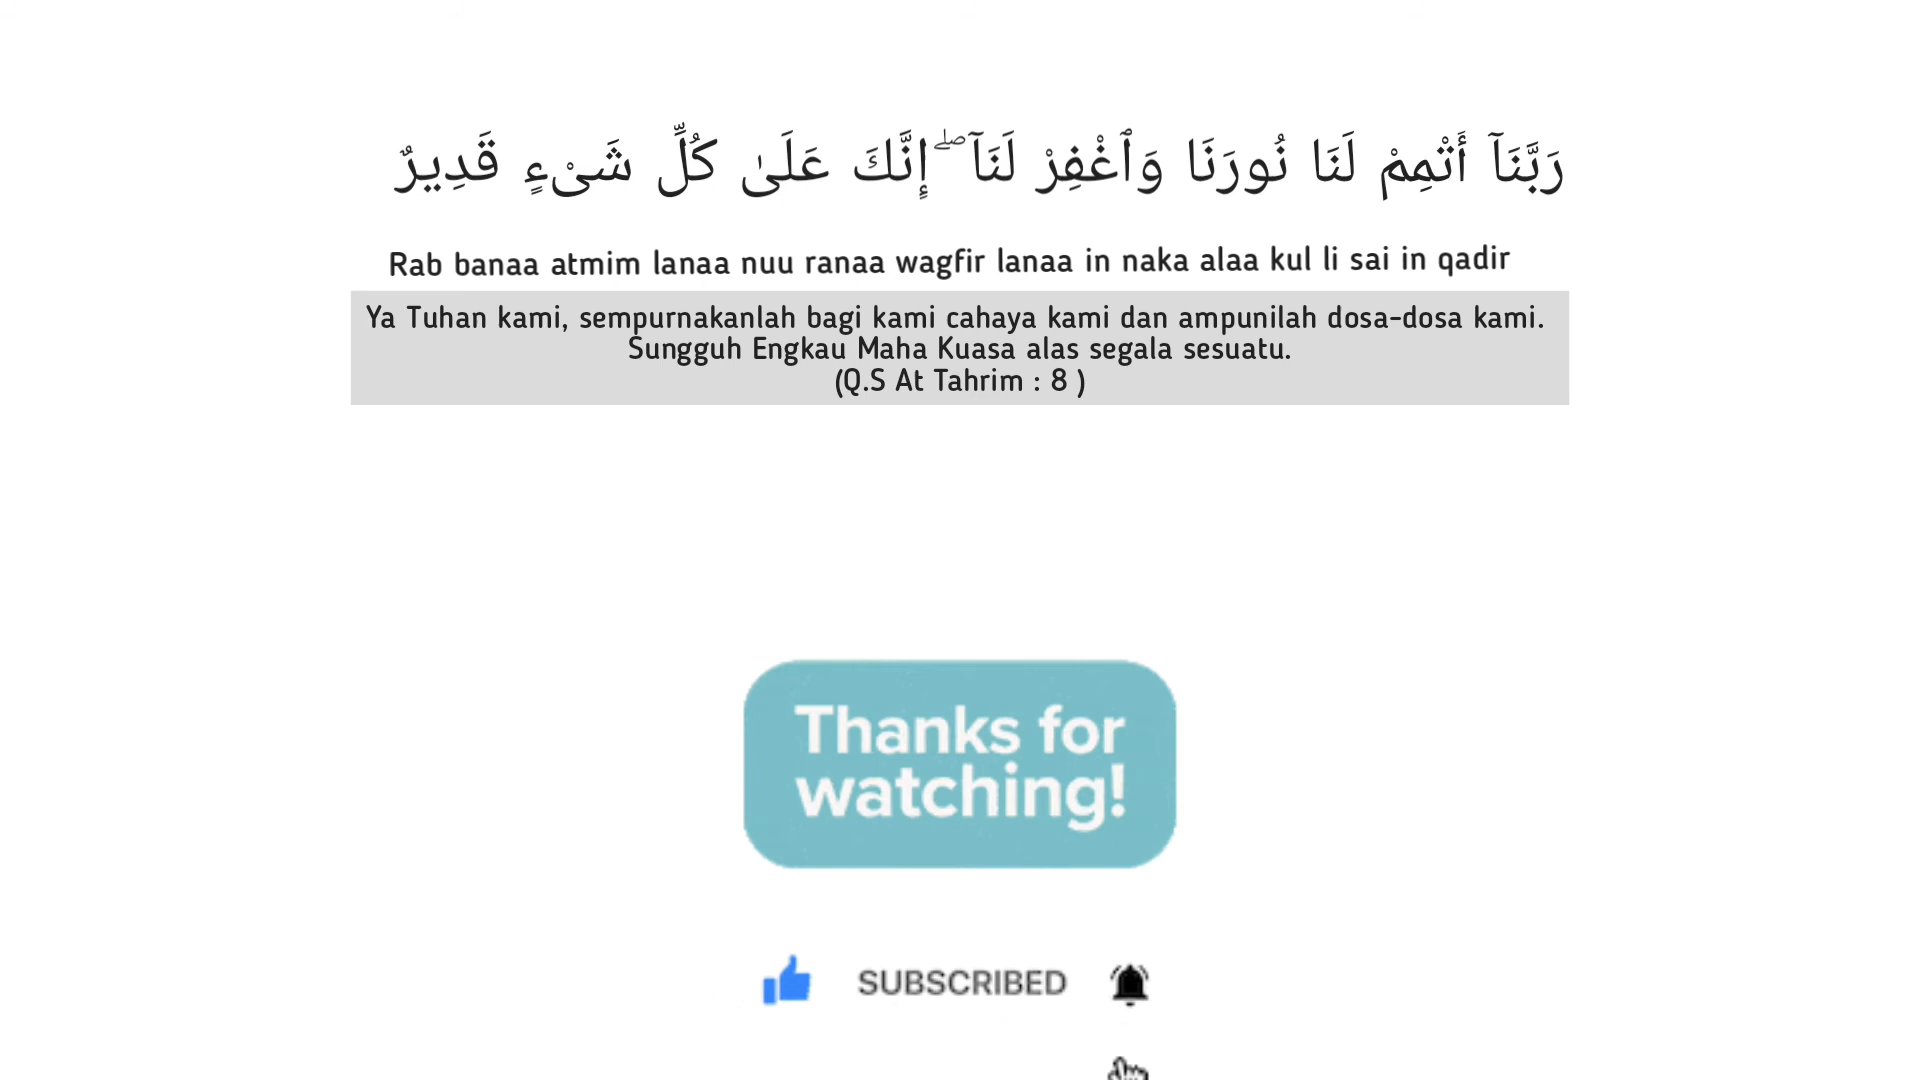 رَبَّنَآ أَتْمِمْ لَنَا نُورَنَا وَٱغْفِرْ لَنَآ ۖ إِنَّكَ عَلَىٰ كُلِّ شَىْءٍ قَدِيرٌ
Rab banaa atmim lanaa nuu ranaa wagfir lanaa in naka alaa kul li sai in qadir
Ya Tuhan kami, sempurnakanlah bagi kami cahaya kami dan ampunilah dosa-dosa kami.
Sungguh Engkau Maha Kuasa alas segala sesuatu.
(Q.S At Tahrim : 8 )
Thanks for
watching!
SUBSCRIBED